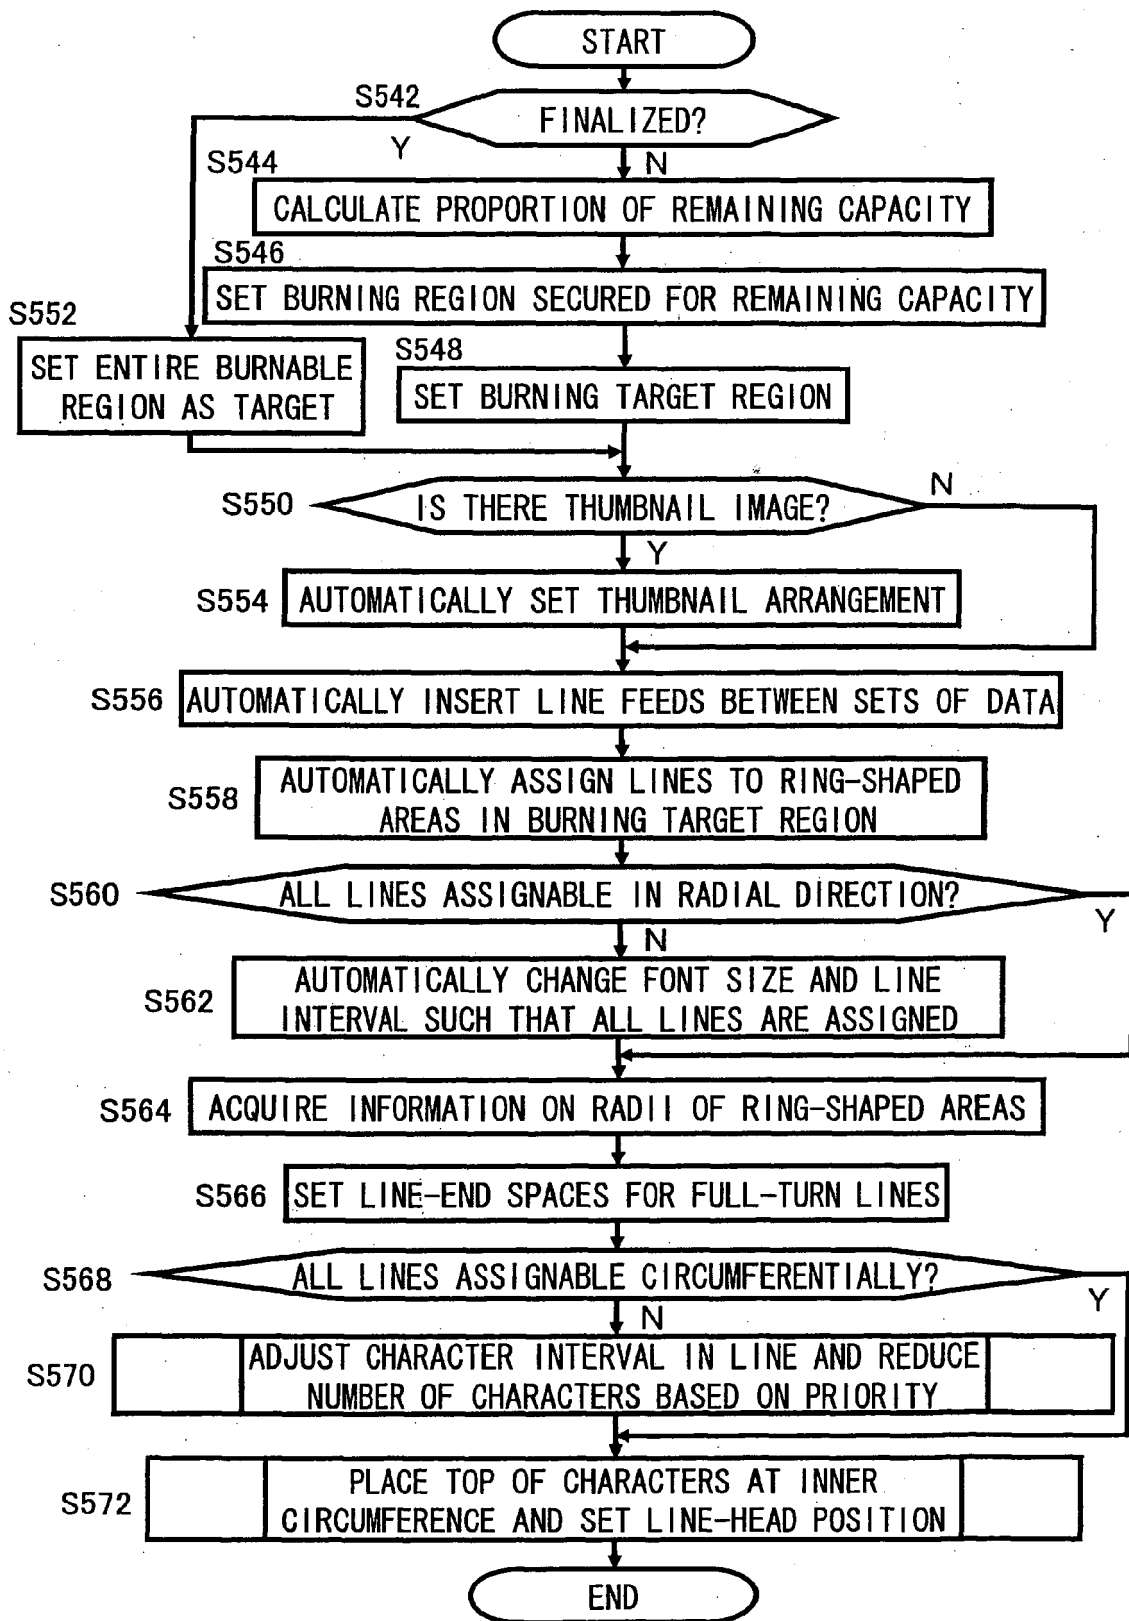 START
S542
FINALIZED?
Y
N
S544
CALCULATE PROPORTION OF REMAINING CAPACITY
S546
SET BURNING REGION SECURED FOR REMAINING CAPACITY
S552
SET ENTIRE BURNABLE
REGION AS TARGET
S548
SET BURNING TARGET REGION
S550
IS THERE THUMBNAIL IMAGE?
N
Y
S554
AUTOMATICALLY SET THUMBNAIL ARRANGEMENT
S556
AUTOMATICALLY INSERT LINE FEEDS BETWEEN SETS OF DATA
S558
AUTOMATICALLY ASSIGN LINES TO RING-SHAPED
AREAS IN BURNING TARGET REGION
S560
ALL LINES ASSIGNABLE IN RADIAL DIRECTION?
Y
N
S562
AUTOMATICALLY CHANGE FONT SIZE AND LINE
INTERVAL SUCH THAT ALL LINES ARE ASSIGNED
S564
ACQUIRE INFORMATION ON RADII OF RING-SHAPED AREAS
S566
SET LINE-END SPACES FOR FULL-TURN LINES
S568
ALL LINES ASSIGNABLE CIRCUMFERENTIALLY?
Y
N
S570
ADJUST CHARACTER INTERVAL IN LINE AND REDUCE
NUMBER OF CHARACTERS BASED ON PRIORITY
S572
PLACE TOP OF CHARACTERS AT INNER
CIRCUMFERENCE AND SET LINE-HEAD POSITION
END